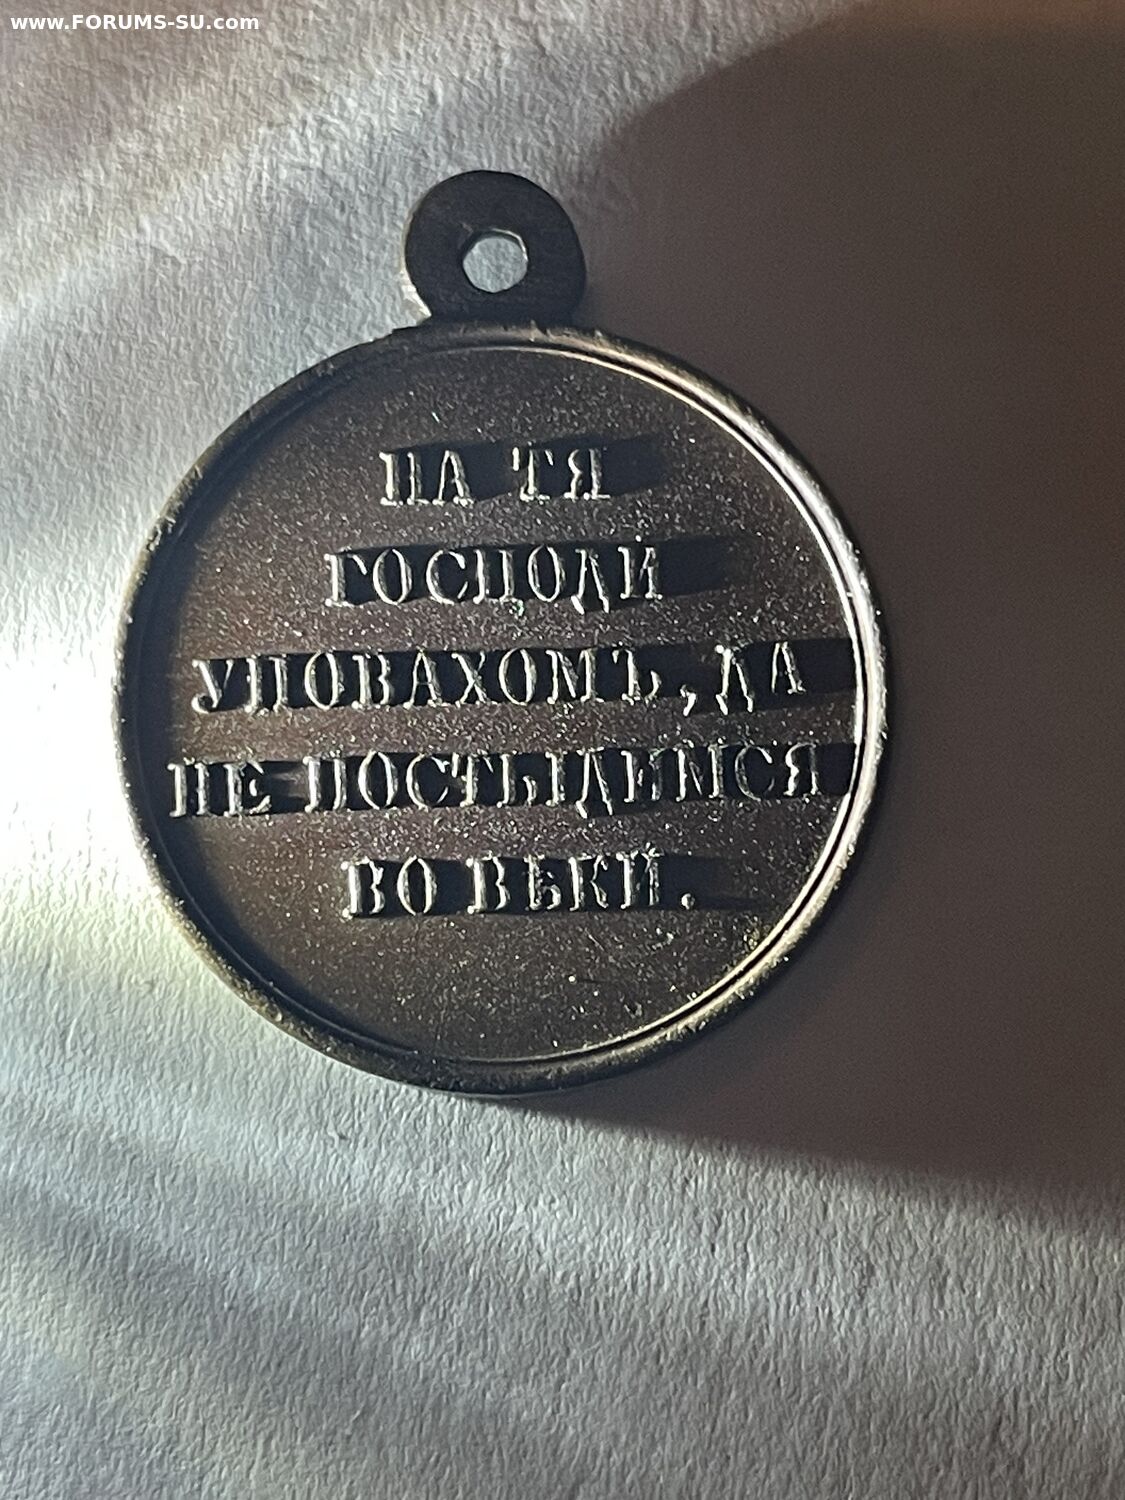 www.FORUMS-SU.com
НА ТЯ
ГОСПОДИ
УПОВАХОМЪ, ДА
НЕ ПОСТЫДИМСЯ
ВО ВѢКИ.